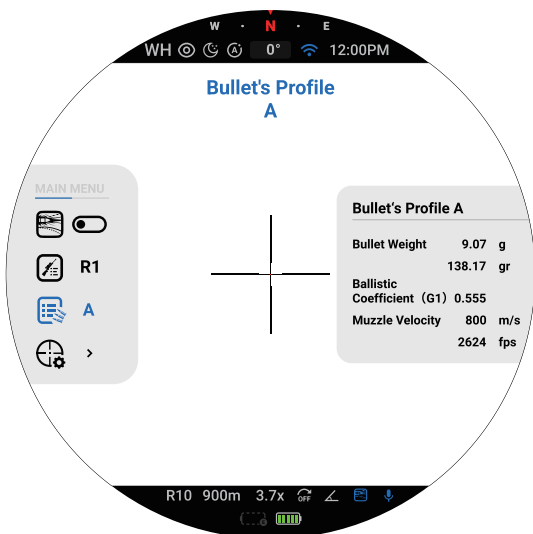 W · N · E
WH A 0° 12:00PM
Bullet's Profile
A
MAIN MENU
R1
A
>
Bullet's Profile A
Bullet Weight 9.07 g
138.17 gr
Ballistic
Coefficient (G1) 0.555
Muzzle Velocity 800 m/s
2624 fps
R10 900m 3.7x OFF